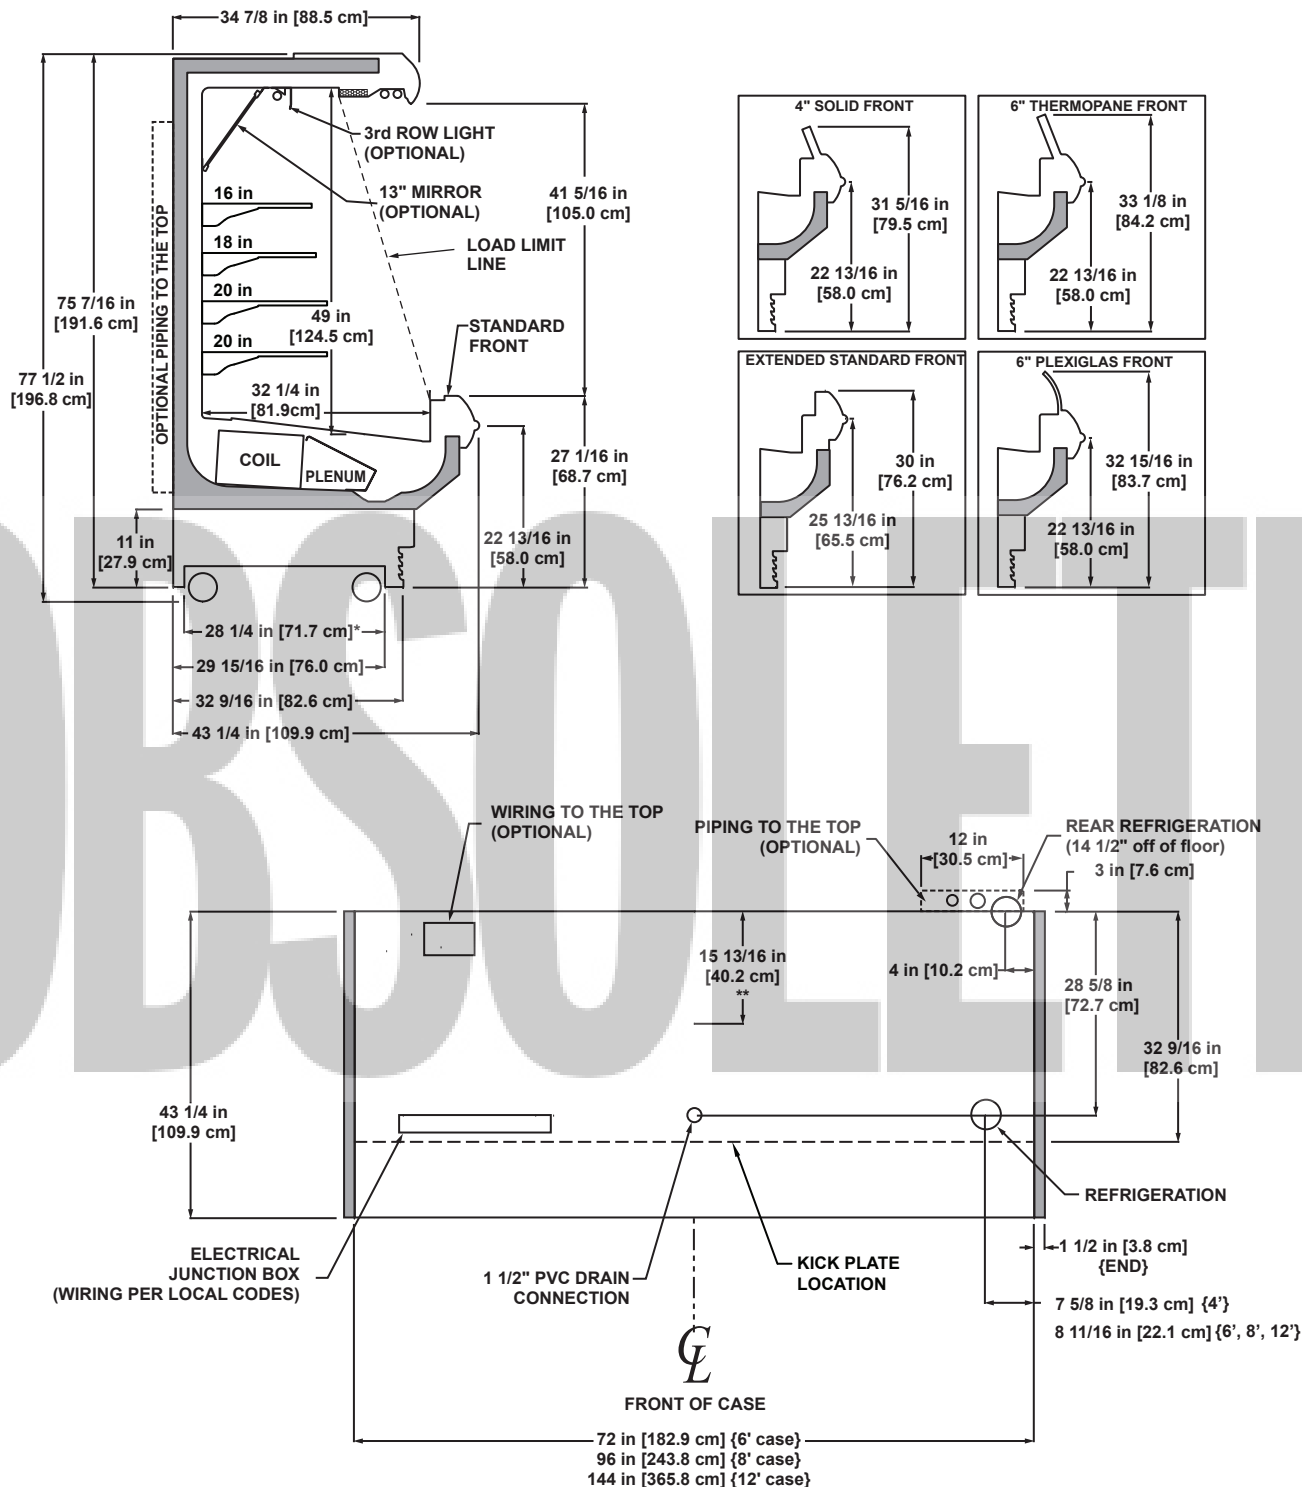 34 7/8 in [88.5 cm]
3rd ROW LIGHT
(OPTIONAL)
13" MIRROR
(OPTIONAL)
16 in
18 in
20 in
20 in
LOAD LIMIT
LINE
41 5/16 in
[105.0 cm]
OPTIONAL PIPING TO THE TOP
75 7/16 in
[191.6 cm]
77 1/2 in
[196.8 cm]
49 in
[124.5 cm]
STANDARD
FRONT
32 1/4 in
[81.9cm]
COIL
PLENUM
27 1/16 in
[68.7 cm]
22 13/16 in
[58.0 cm]
11 in
[27.9 cm]
28 1/4 in [71.7 cm]*
29 15/16 in [76.0 cm]
32 9/16 in [82.6 cm]
43 1/4 in [109.9 cm]
4" SOLID FRONT
31 5/16 in
[79.5 cm]
22 13/16 in
[58.0 cm]
6" THERMOPANE FRONT
33 1/8 in
[84.2 cm]
22 13/16 in
[58.0 cm]
EXTENDED STANDARD FRONT
30 in
[76.2 cm]
25 13/16 in
[65.5 cm]
6" PLEXIGLAS FRONT
32 15/16 in
[83.7 cm]
22 13/16 in
[58.0 cm]
OBSOLETE
WIRING TO THE TOP
(OPTIONAL)
PIPING TO THE TOP
(OPTIONAL)
12 in
[30.5 cm]
REAR REFRIGERATION
(14 1/2" off of floor)
3 in [7.6 cm]
15 13/16 in
[40.2 cm]
**
4 in [10.2 cm]
28 5/8 in
[72.7 cm]
32 9/16 in
[82.6 cm]
43 1/4 in
[109.9 cm]
REFRIGERATION
ELECTRICAL
JUNCTION BOX
(WIRING PER LOCAL CODES)
1 1/2" PVC DRAIN
CONNECTION
KICK PLATE
LOCATION
1 1/2 in [3.8 cm]
{END}
7 5/8 in [19.3 cm] {4’}
8 11/16 in [22.1 cm] {6’, 8’, 12’}
CL
FRONT OF CASE
72 in [182.9 cm] {6' case}
96 in [243.8 cm] {8' case}
144 in [365.8 cm] {12' case}